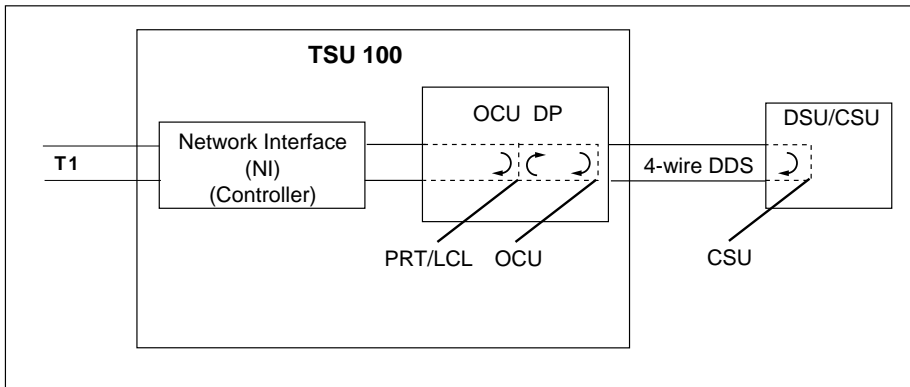 TSU 100
OCU DP
DSU/CSU
Network Interface
(NI)
(Controller)
T1
4-wire DDS
PRT/LCL
OCU
CSU